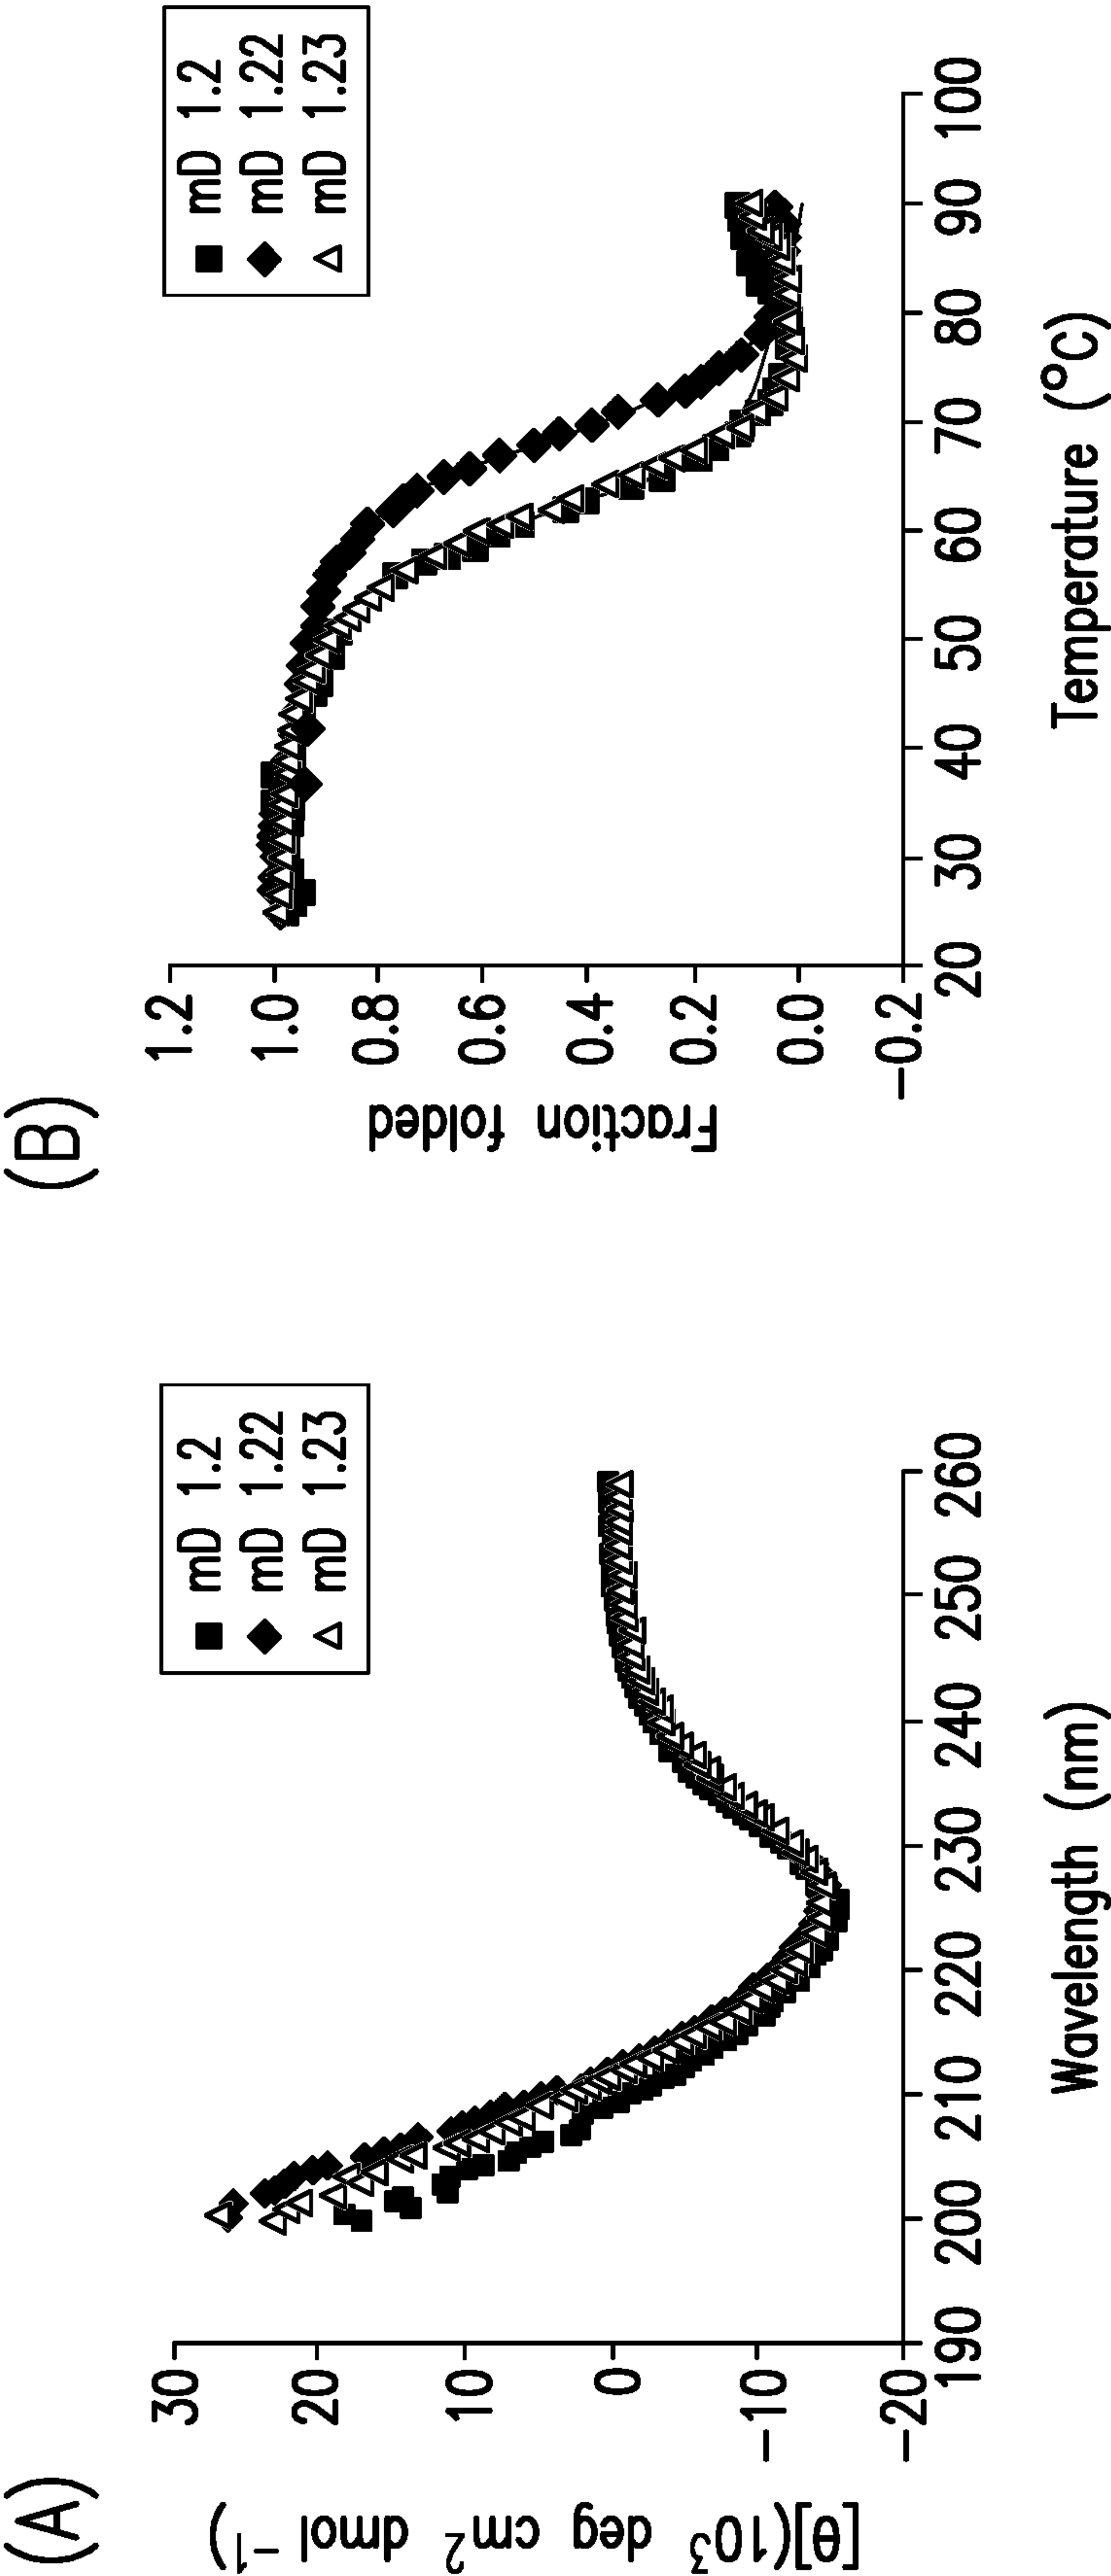 (A)
[θ](10³ deg cm² dmol⁻¹)
30
20
10
0
-10
-20
190 200 210 220 230 240 250 260
Wavelength (nm)
mD 1.2
mD 1.22
mD 1.23
(B)
Fraction folded
1.2
1.0
0.8
0.6
0.4
0.2
0.0
-0.2
20 30 40 50 60 70 80 90 100
Temperature (°C)
mD 1.2
mD 1.22
mD 1.23